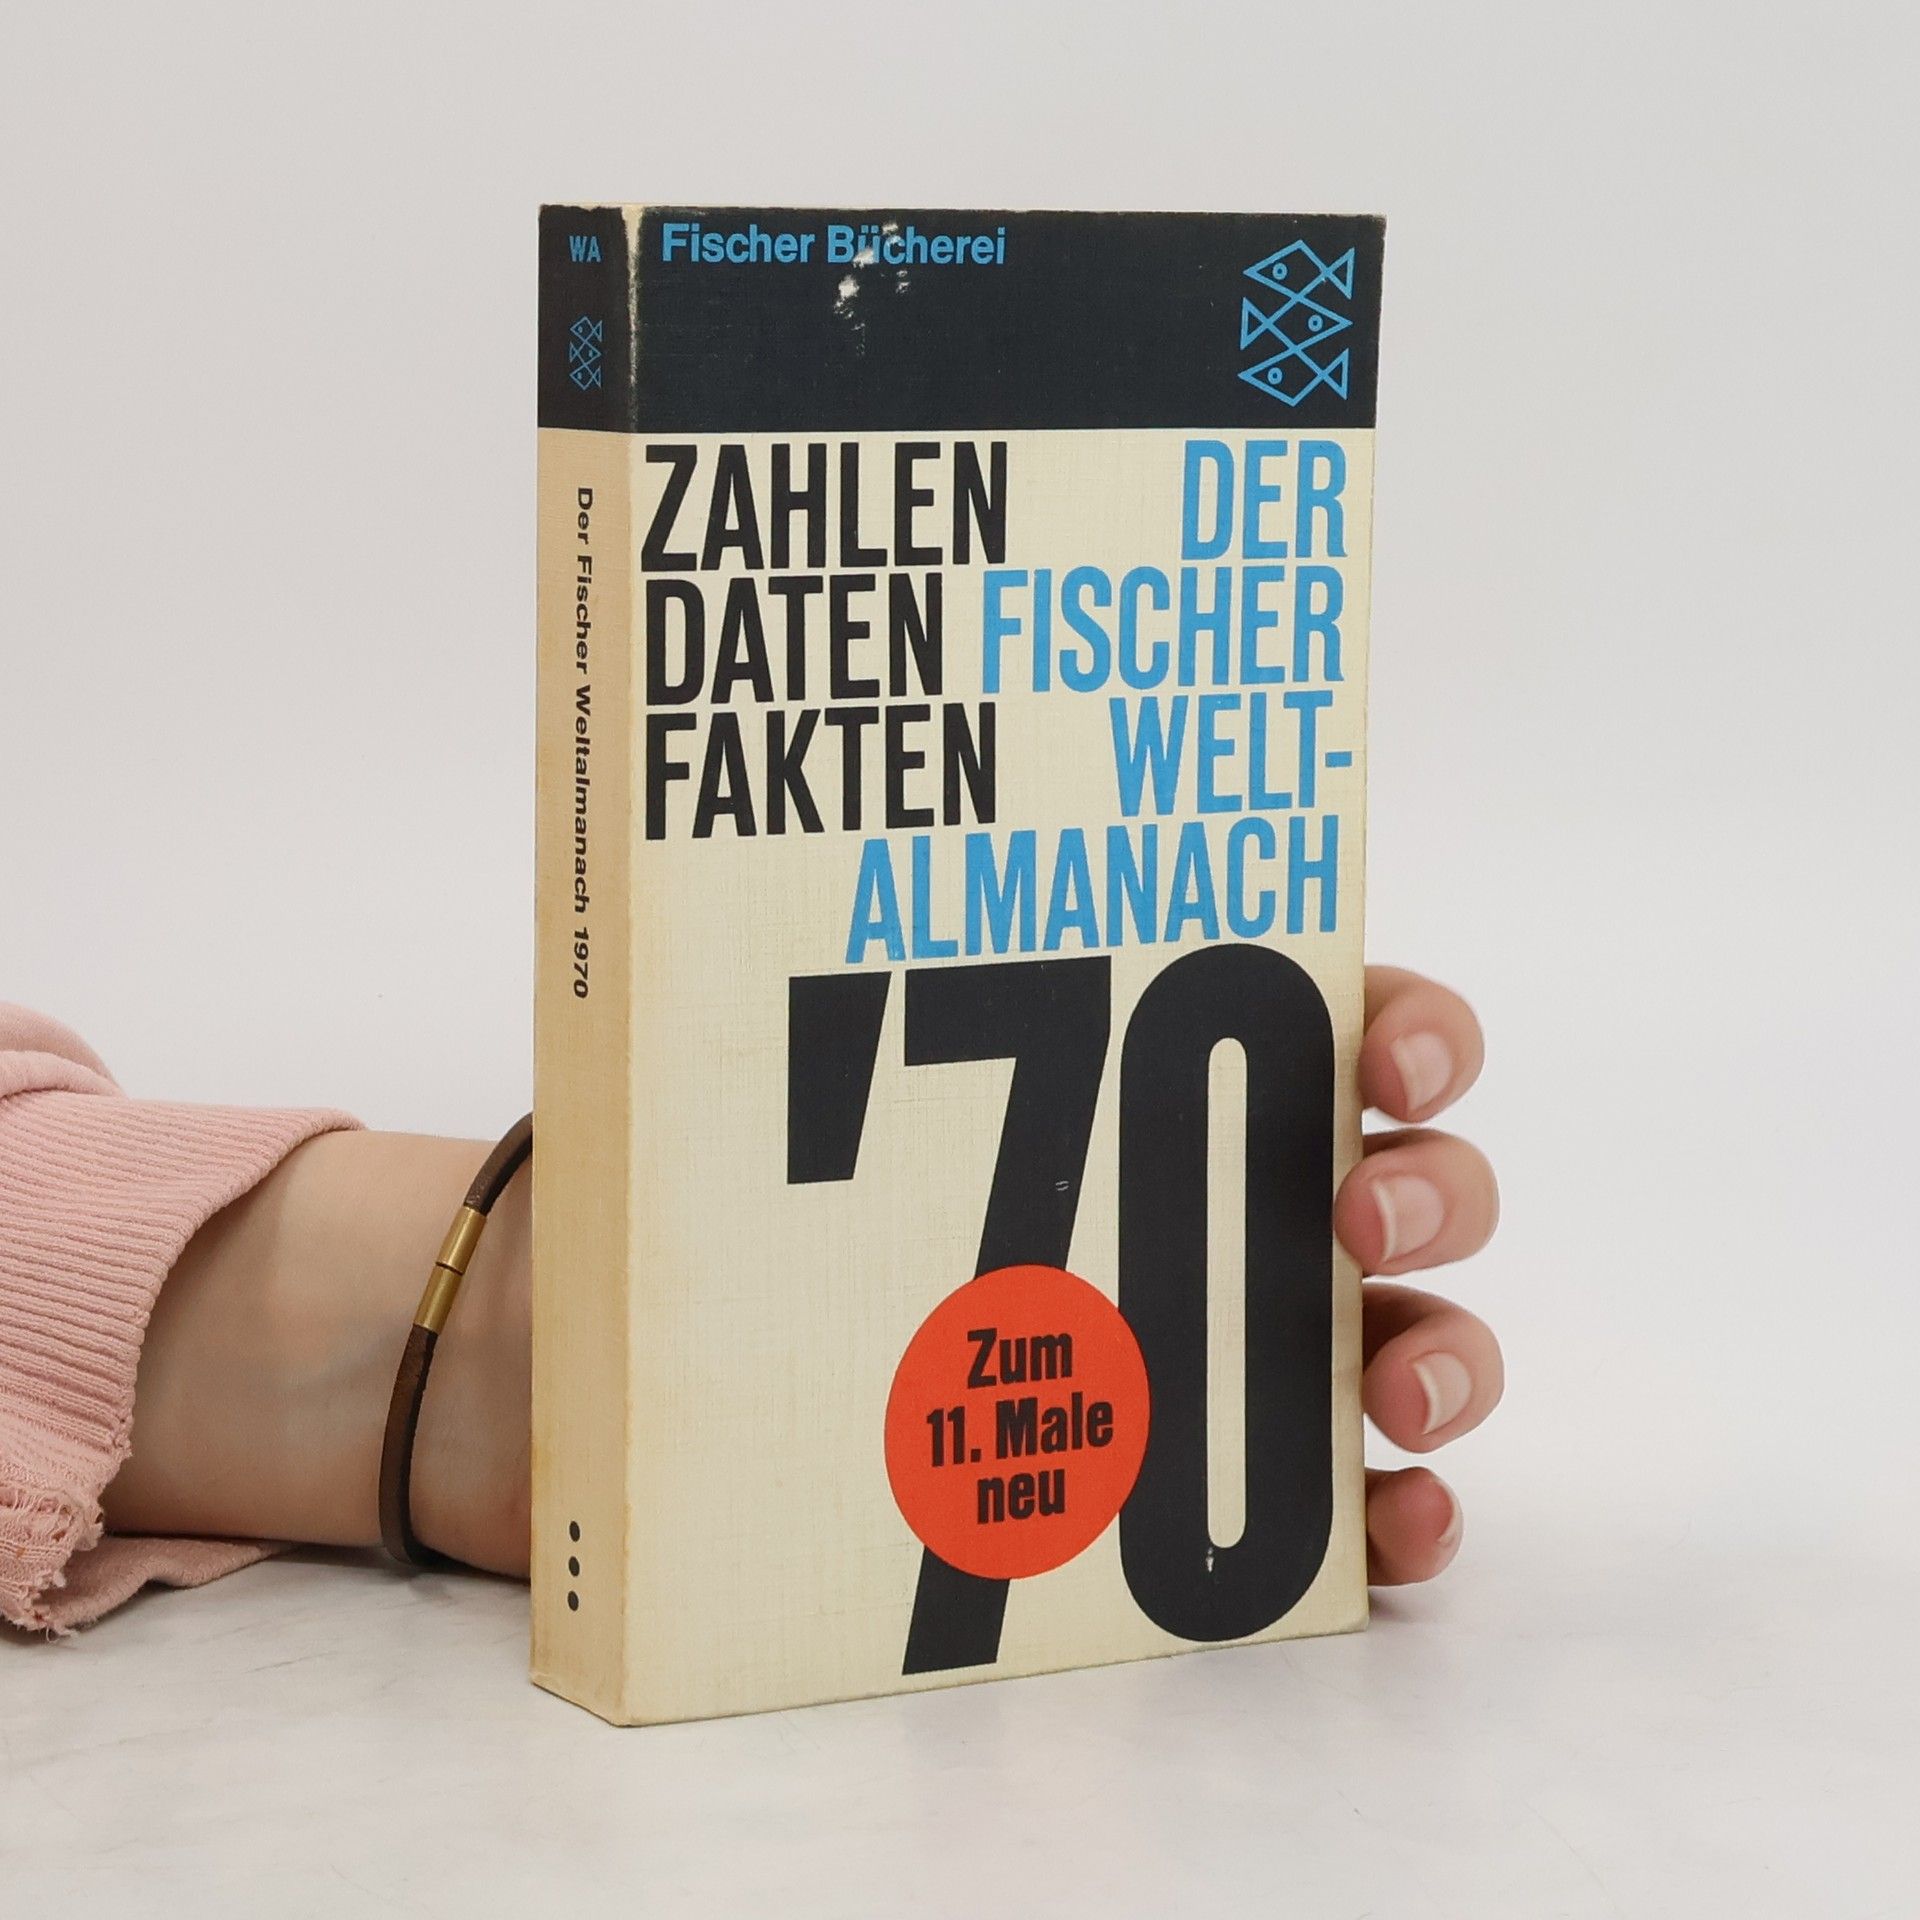 WA
Der Fischer Weltalmanach 1970
Fischer Bücherei
ZAHLEN
DATEN
FAKTEN
DER
FISCHER
WELT-
ALMANACH
'70
Zum
11. Male
neu